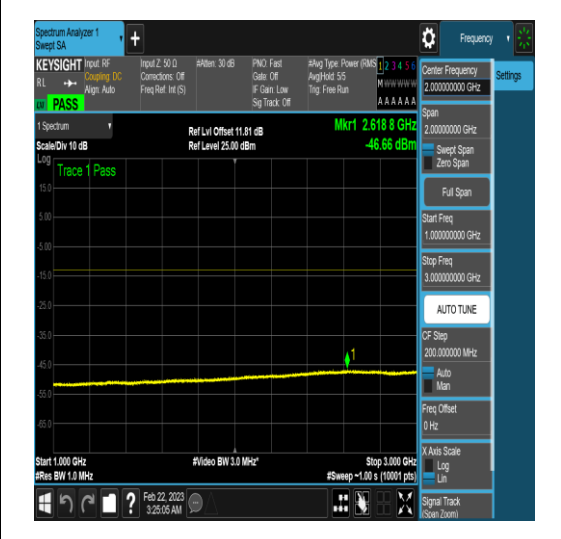 Spectrum Analyzer 1
Swept SA
Frequency
KEYSIGHT
RL
PASS
Input: RF
Coupling: DC
Align: Auto
Input Z: 50 Ω
Corrections: Off
Freq Ref: Int (S)
#Atten: 30 dB
PNO: Fast
Gate: Off
IF Gain: Low
Sig Track: Off
#Avg Type: Power (RMS
Avg|Hold: 5/5
Trig: Free Run
1 2 3 4 5 6
M W W W W W
A A A A A A
1 Spectrum
Scale/Div 10 dB
Ref Lvl Offset 11.81 dB
Ref Level 25.00 dBm
Mkr1 2.618 8 GHz
-46.66 dBm
Log
Trace 1 Pass
15.0
5.00
-5.00
-15.0
-25.0
-35.0
-45.0
-55.0
-65.0
1
Start 1.000 GHz
#Res BW 1.0 MHz
#Video BW 3.0 MHz*
Stop 3.000 GHz
#Sweep ~1.00 s (10001 pts)
Feb 22, 2023
3:25:05 AM
Center Frequency
2.000000000 GHz
Settings
Span
2.00000000 GHz
Swept Span
Zero Span
Full Span
Start Freq
1.000000000 GHz
Stop Freq
3.000000000 GHz
AUTO TUNE
CF Step
200.000000 MHz
Auto
Man
Freq Offset
0 Hz
X Axis Scale
Log
Lin
Signal Track
(Span Zoom)